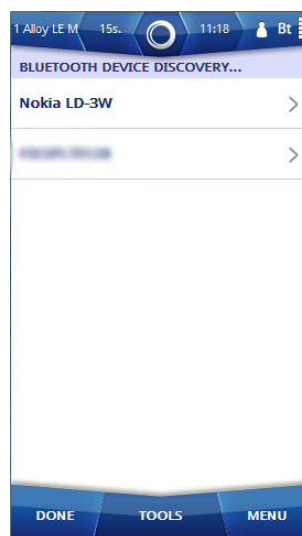 1 Alloy LE M 15s. 11:18 Bt
BLUETOOTH DEVICE DISCOVERY...
Nokia LD-3W
DONE TOOLS MENU